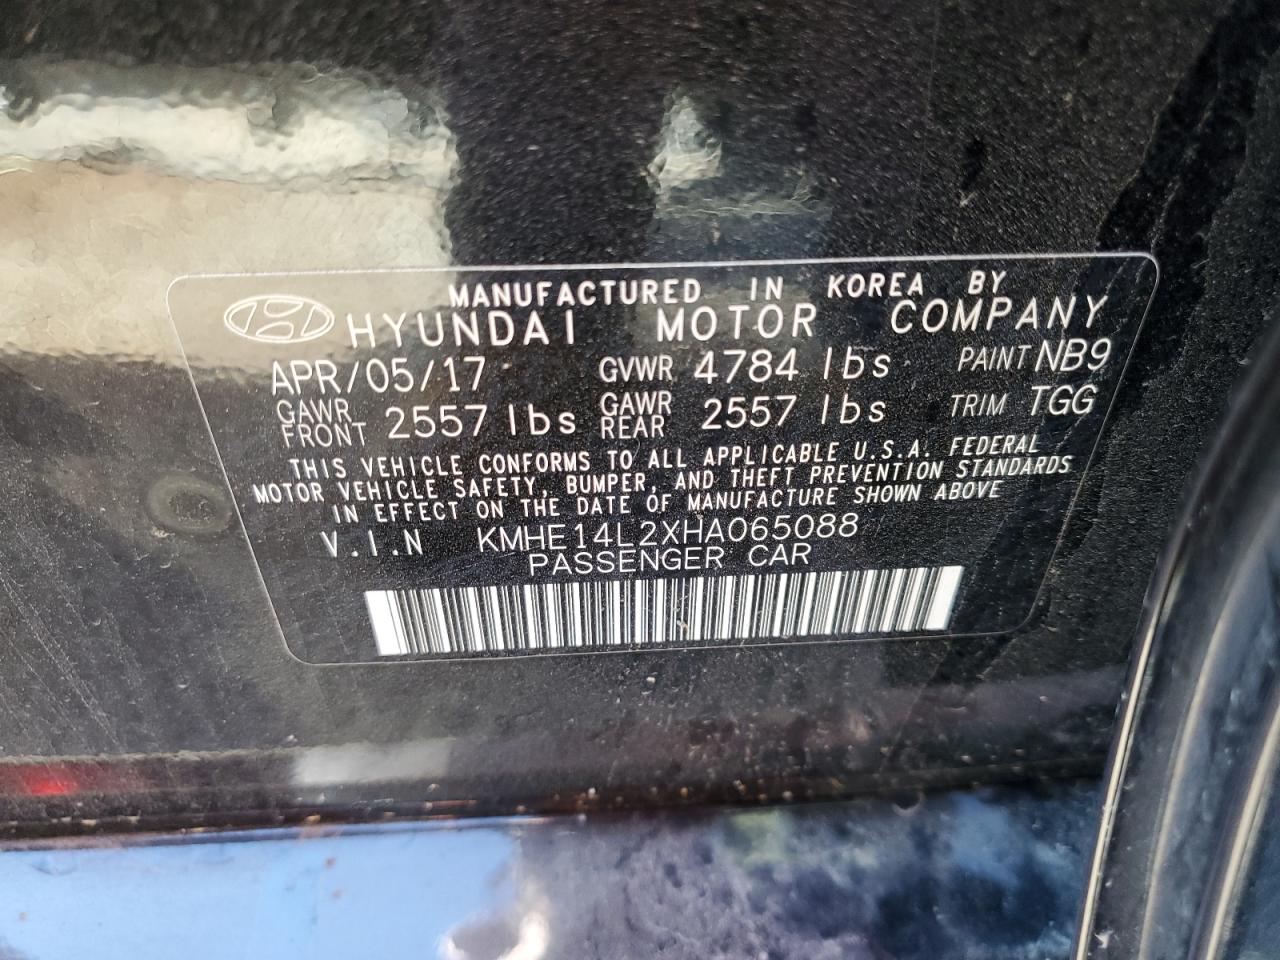 MANUFACTURED IN KOREA BY
HYUNDAI MOTOR COMPANY
APR/05/17 GVWR 4784 lbs PAINT NB9
GAWR FRONT 2557 lbs GAWR REAR 2557 lbs TRIM TGG
THIS VEHICLE CONFORMS TO ALL APPLICABLE U.S.A. FEDERAL
MOTOR VEHICLE SAFETY, BUMPER, AND THEFT PREVENTION STANDARDS
IN EFFECT ON THE DATE OF MANUFACTURE SHOWN ABOVE
V.I.N KMHE14L2XHA065088
PASSENGER CAR